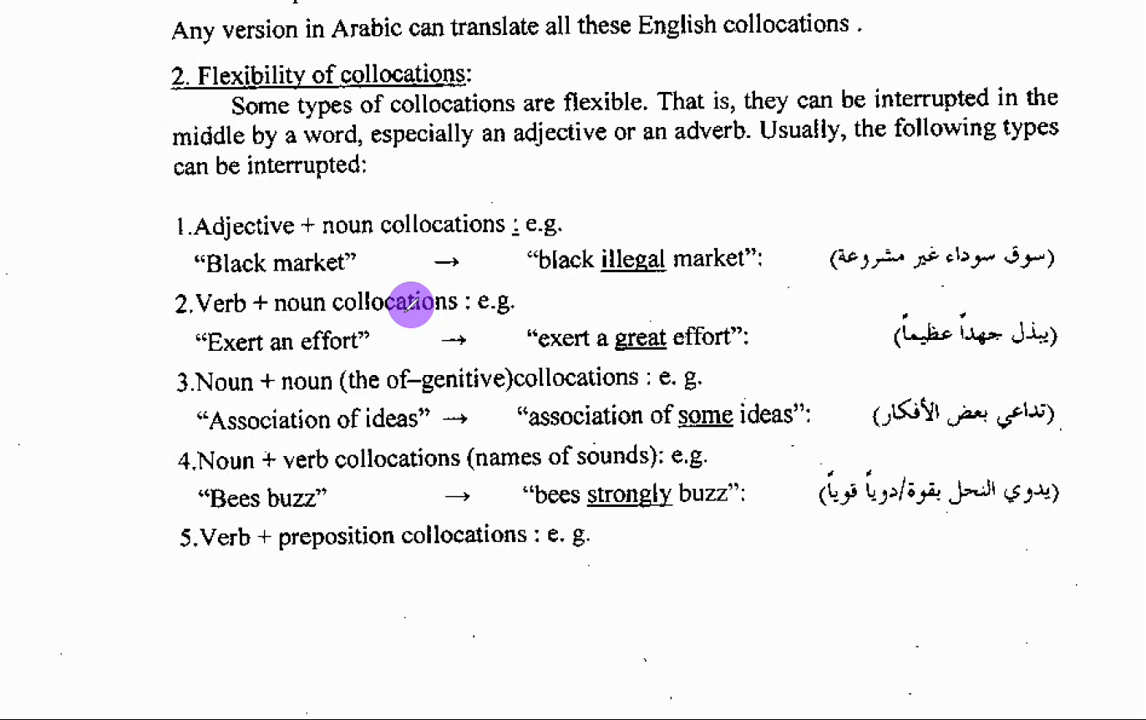 Any version in Arabic can translate all these English collocations .
2. Flexibility of collocations:
Some types of collocations are flexible. That is, they can be interrupted in the
middle by a word, especially an adjective or an adverb. Usually, the following types
can be interrupted:
1.Adjective + noun collocations : e.g.
“Black market” → “black illegal market”: (سوق سوداء غير مشروعة)
2.Verb + noun collocations : e.g.
“Exert an effort” → “exert a great effort”: (يبذل جهداً عظيماً)
3.Noun + noun (the of–genitive)collocations : e. g.
“Association of ideas” → “association of some ideas”: (تداعي بعض الأفكار)
4.Noun + verb collocations (names of sounds): e.g.
“Bees buzz” → “bees strongly buzz”: (يدوي النحل بقوة/دوياً قوياً)
5.Verb + preposition collocations : e. g.